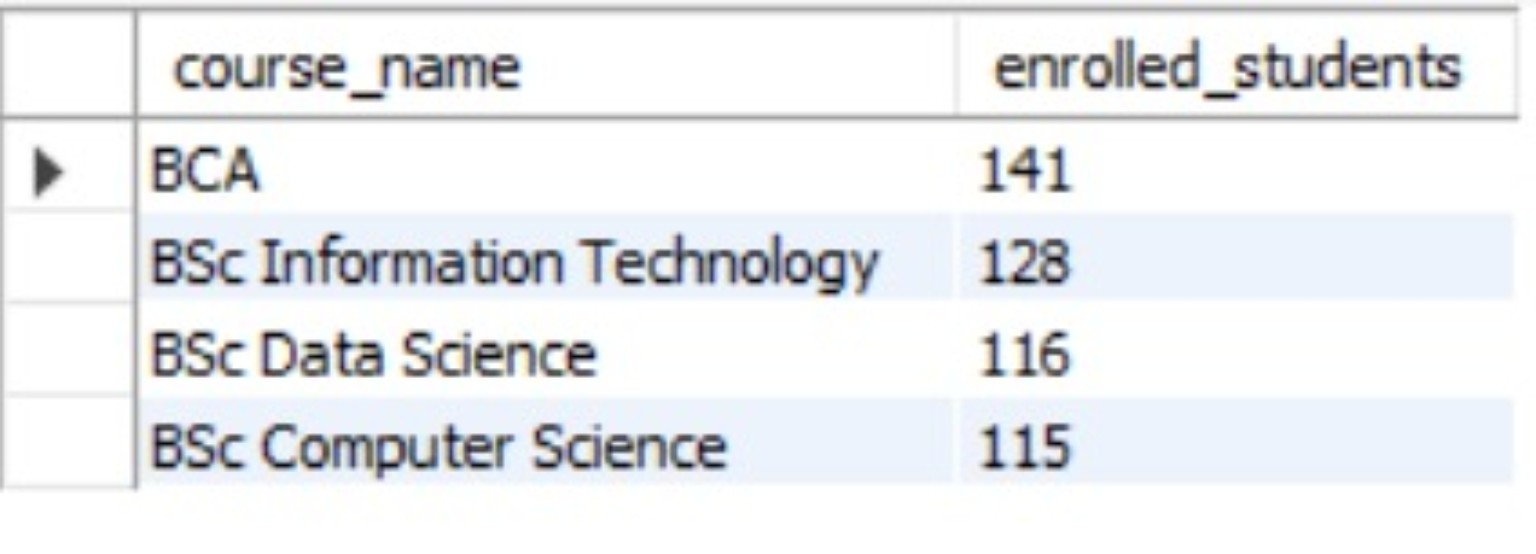 course_name enrolled_students
BCA 141
BSc Information Technology 128
BSc Data Science 116
BSc Computer Science 115